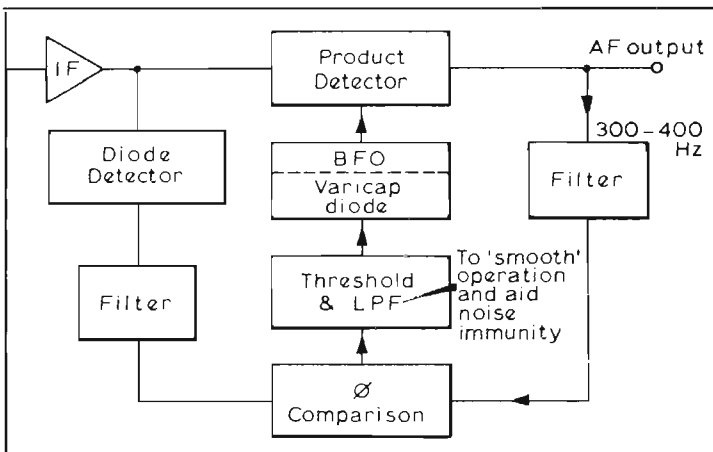 IF
Product
Detector
AF output
Diode
Detector
BFO
Varicap
diode
300-400
Hz
Filter
Filter
Threshold
& LPF
To 'smooth'
operation
and aid
noise
immunity
Ø
Comparison